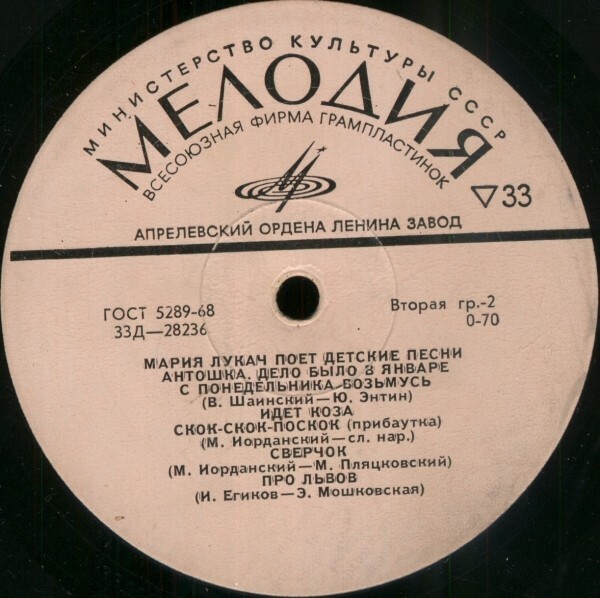 МИНИСТЕРСТВО КУЛЬТУРЫ СССР
МЕЛОДИЯ
ВСЕСОЮЗНАЯ ФИРМА ГРАМПЛАСТИНОК
▽33
АПРЕЛЕВСКИЙ ОРДЕНА ЛЕНИНА ЗАВОД
ГОСТ 5289-68
33Д—28236
Вторая гр.-2
0-70
МАРИЯ ЛУКАЧ ПОЕТ ДЕТСКИЕ ПЕСНИ
АНТОШКА. ДЕЛО БЫЛО В ЯНВАРЕ
С ПОНЕДЕЛЬНИКА ВОЗЬМУСЬ
(В. Шаинский—Ю. Энтин)
ИДЕТ КОЗА
СКОК-СКОК-ПОСКОК (прибаутка)
(М. Иорданский—сл. нар.)
СВЕРЧОК
(М. Иорданский—М. Пляцковский)
ПРО ЛЬВОВ
(И. Егиков—Э. Мошковская)